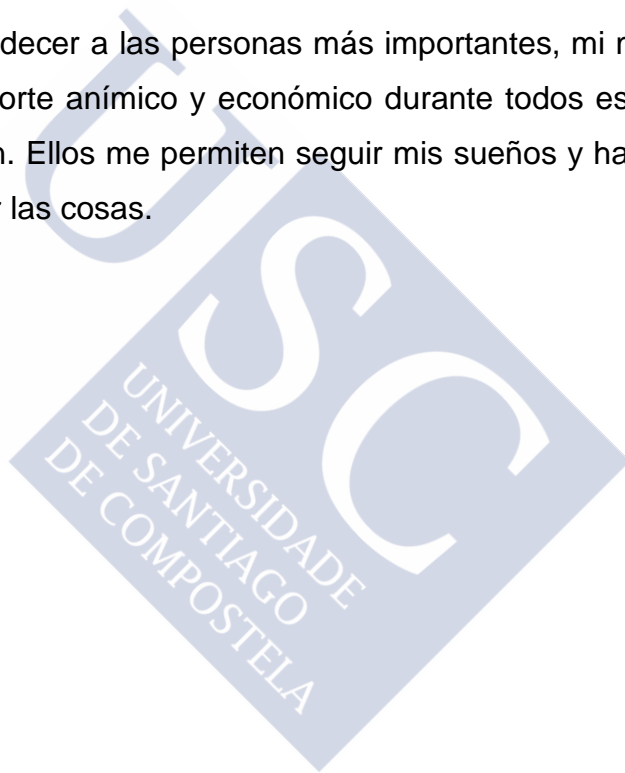 decer a las personas más importantes, mi
orte anímico y económico durante todos es
n. Ellos me permiten seguir mis sueños y ha
las cosas.
USC
UNIVERSIDADE
DE SANTIAGO
DE COMPOSTELA